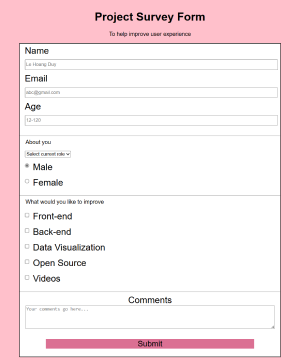 Project Survey Form
To help improve user experience
Name
Le Hoang Duy
Email
abc@gmail.com
Age
13-120
About you
Select current role
Male
Female
What would you like to improve
Front-end
Back-end
Data Visualization
Open Source
Videos
Comments
Your comments go here...
Submit